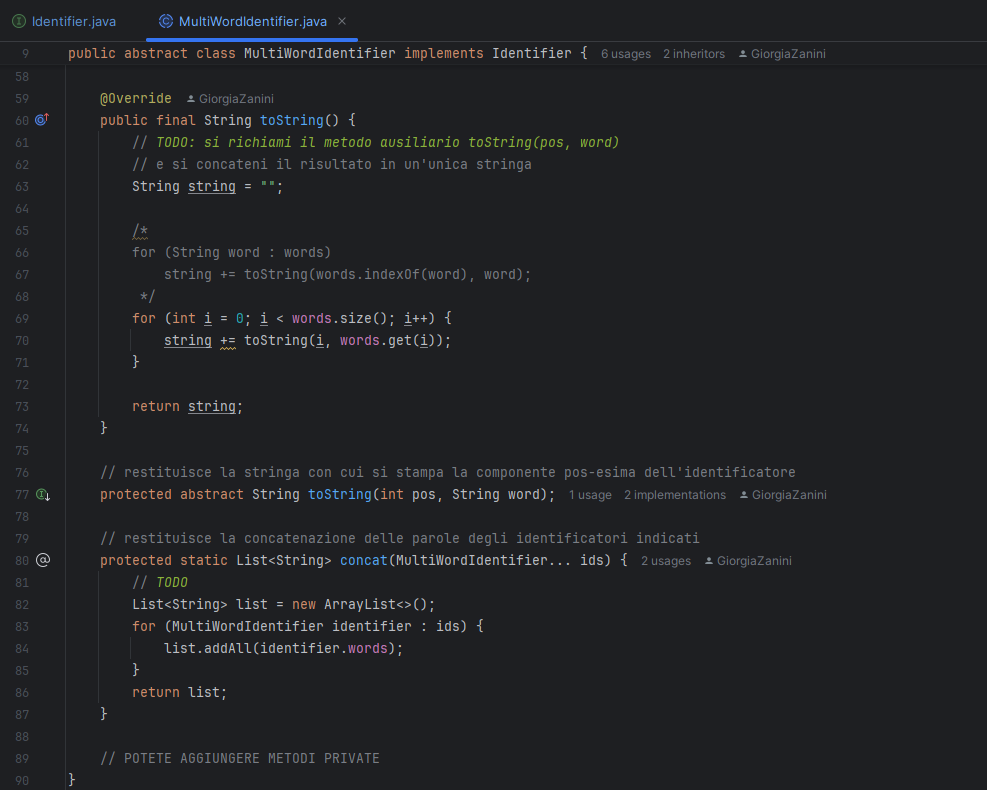 Identifier.java MultiWordIdentifier.java
9 public abstract class MultiWordIdentifier implements Identifier { 6 usages 2 inheritors GiorgiaZanini
58
59 @Override GiorgiaZanini
60 public final String toString() {
61 // TODO: si richiami il metodo ausiliario toString(pos, word)
62 // e si concateni il risultato in un'unica stringa
63 String string = "";
64
65 /*
66 for (String word : words)
67 string += toString(words.indexOf(word), word);
68 */
69 for (int i = 0; i < words.size(); i++) {
70 string += toString(i, words.get(i));
71 }
72
73 return string;
74 }
75
76 // restituisce la stringa con cui si stampa la componente pos-esima dell'identificatore
77 protected abstract String toString(int pos, String word); 1 usage 2 implementations GiorgiaZanini
78
79 // restituisce la concatenazione delle parole degli identificatori indicati
80 protected static List<String> concat(MultiWordIdentifier... ids) { 2 usages GiorgiaZanini
81 // TODO
82 List<String> list = new ArrayList<>();
83 for (MultiWordIdentifier identifier : ids) {
84 list.addAll(identifier.words);
85 }
86 return list;
87 }
88
89 // POTETE AGGIUNGERE METODI PRIVATE
90 }